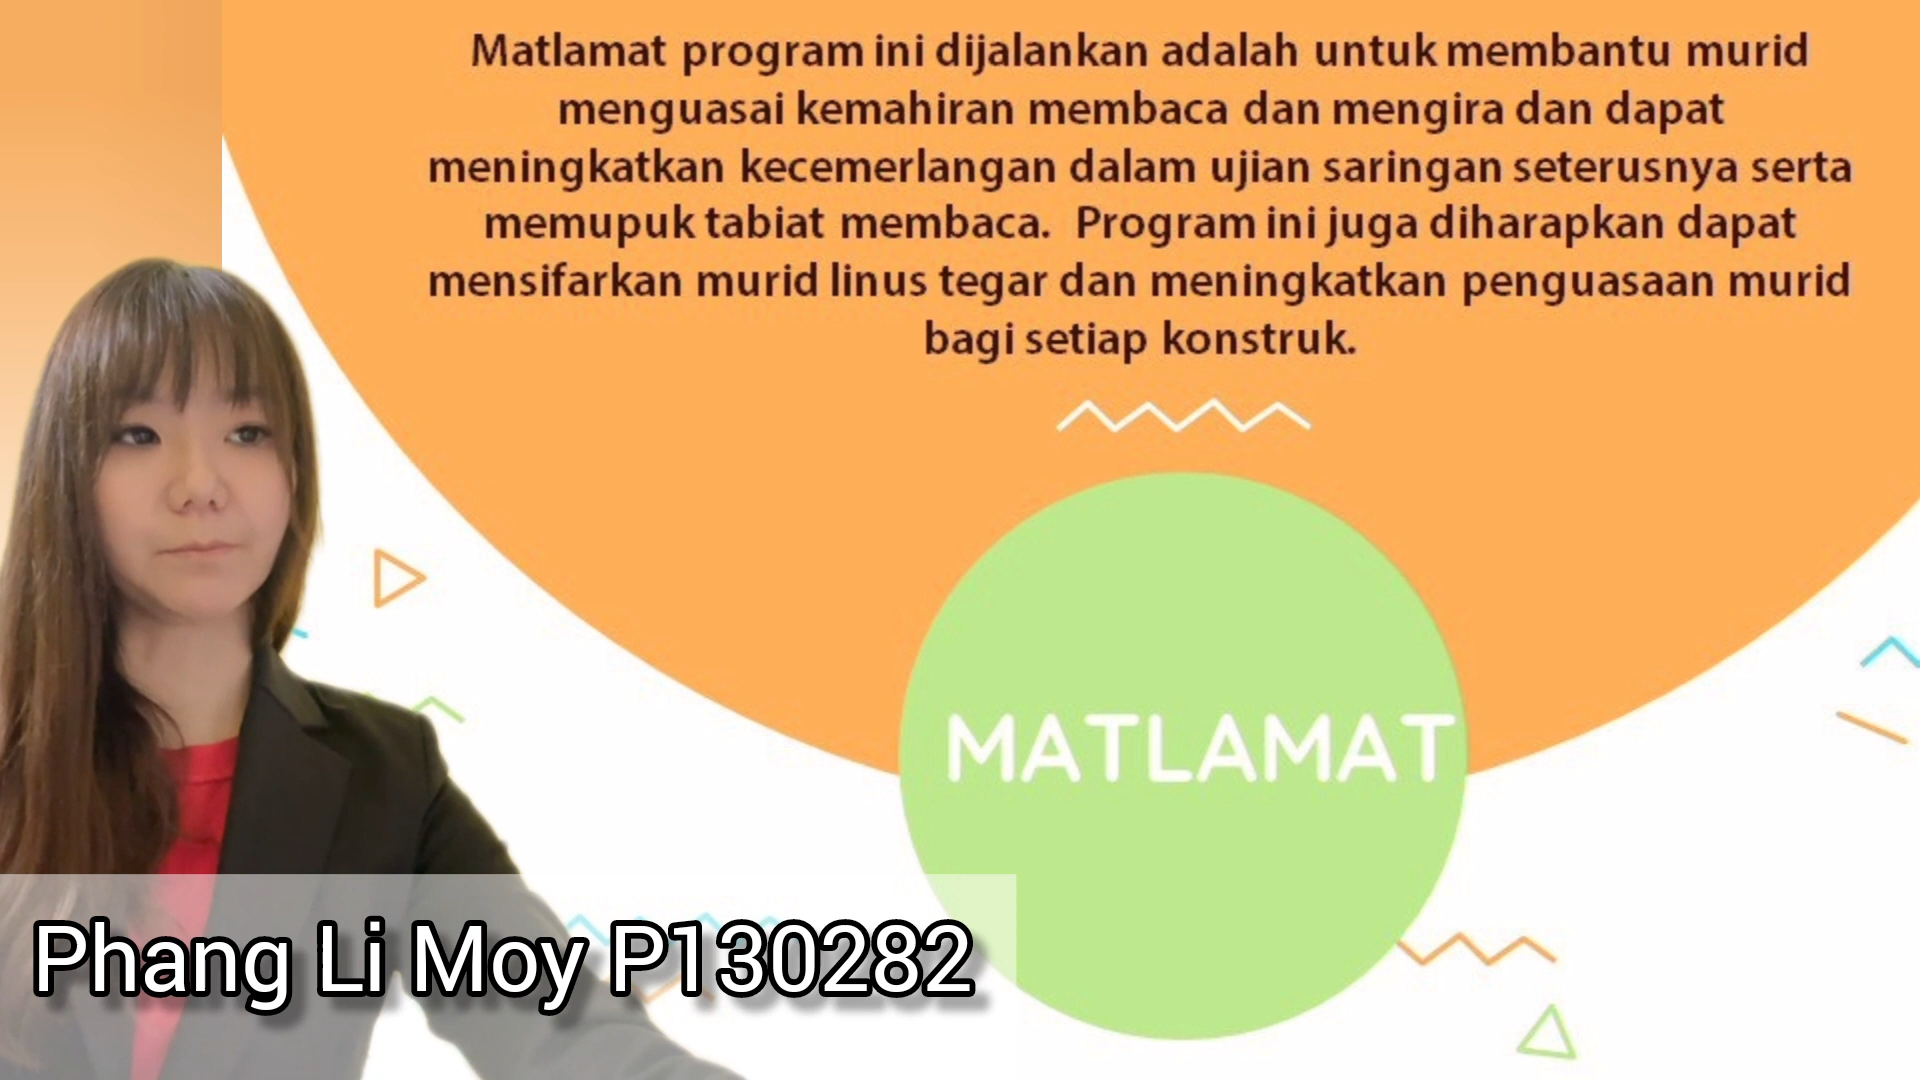 Matlamat program ini dijalankan adalah untuk membantu murid
menguasai kemahiran membaca dan mengira dan dapat
meningkatkan kecemerlangan dalam ujian saringan seterusnya serta
memupuk tabiat membaca. Program ini juga diharapkan dapat
mensifarkan murid linus tegar dan meningkatkan penguasaan murid
bagi setiap konstruk.
MATLAMAT
Phang Li Moy P130282